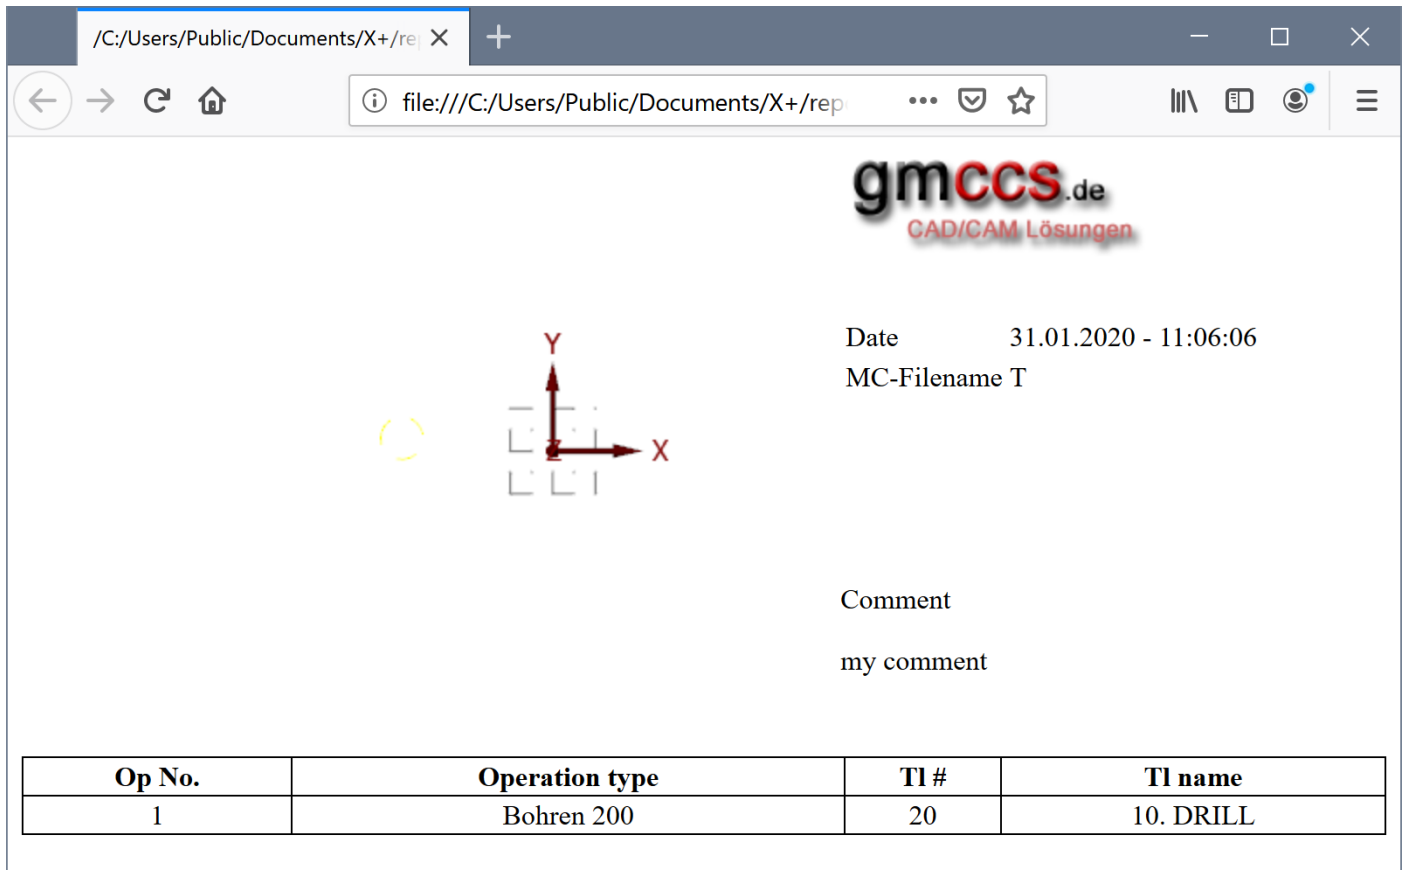 /C:/Users/Public/Documents/X+/re
file:///C:/Users/Public/Documents/X+/rep
gmccs.de
CAD/CAM Lösungen
Date 31.01.2020 - 11:06:06
MC-Filename T
Y
Z X
Comment
my comment
Op No. Operation type Tl # Tl name
1 Bohren 200 20 10. DRILL